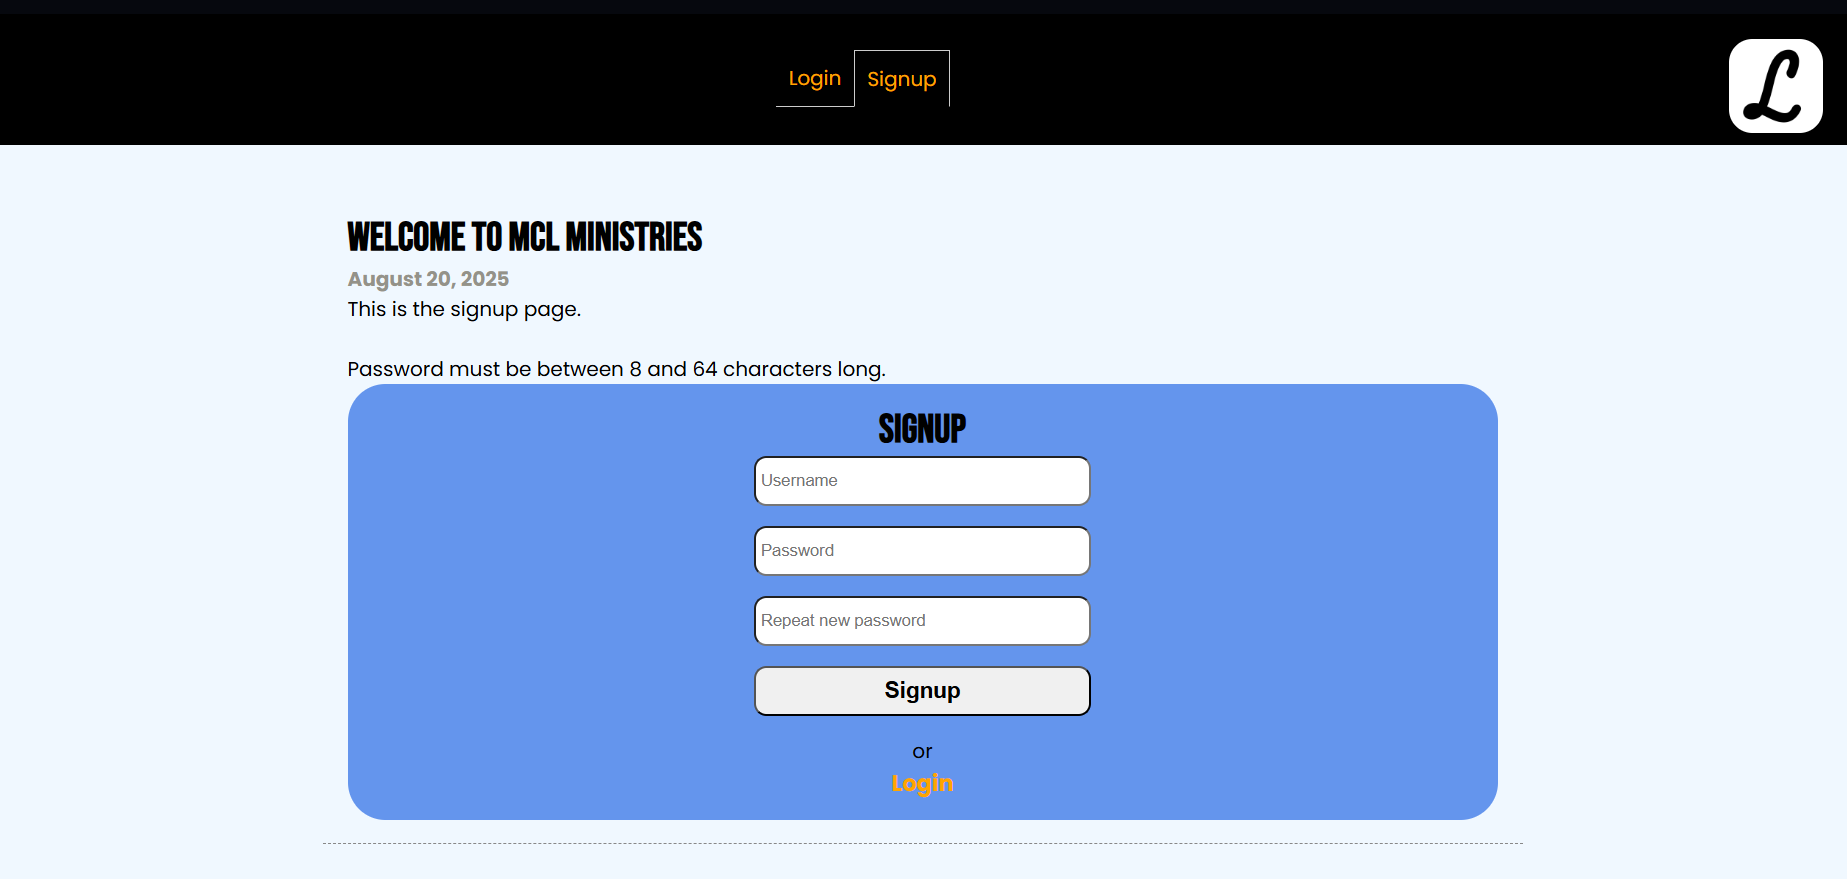 Login Signup
L
WELCOME TO MCL MINISTRIES
August 20, 2025
This is the signup page.
Password must be between 8 and 64 characters long.
SIGNUP
Username
Password
Repeat new password
Signup
or
Login